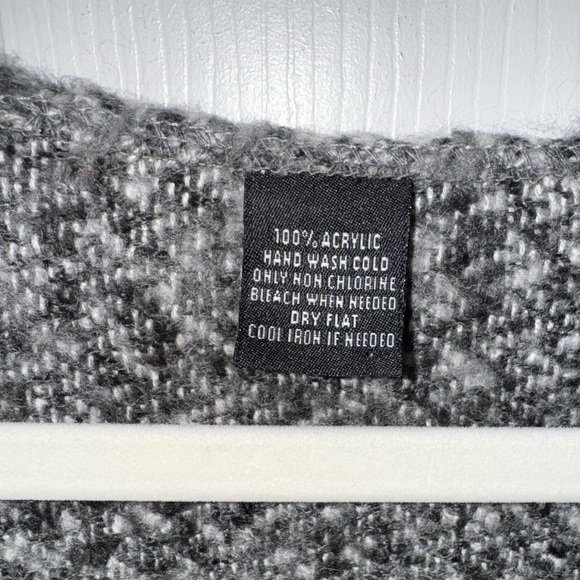 100% ACRYLIC
HAND WASH COLD
ONLY NON CHLORINE
BLEACH WHEN NEEDED
DRY FLAT
COOL IRON IF NEEDED